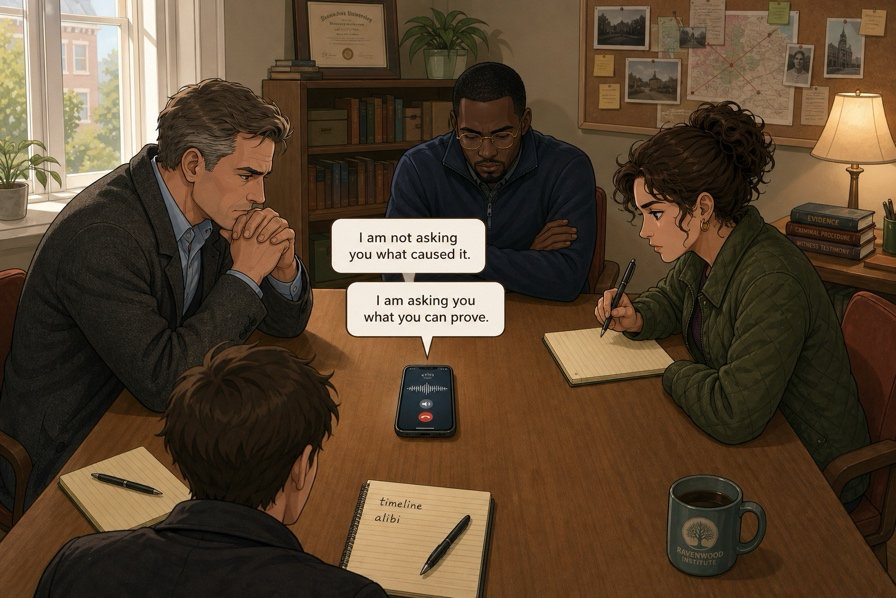 I am not asking
you what caused it.
I am asking you
what you can prove.
EVIDENCE
CRIMINAL PROCEDURE
WITNESS TESTIMONY
timeline
alibi
RAVENWOOD
INSTITUTE